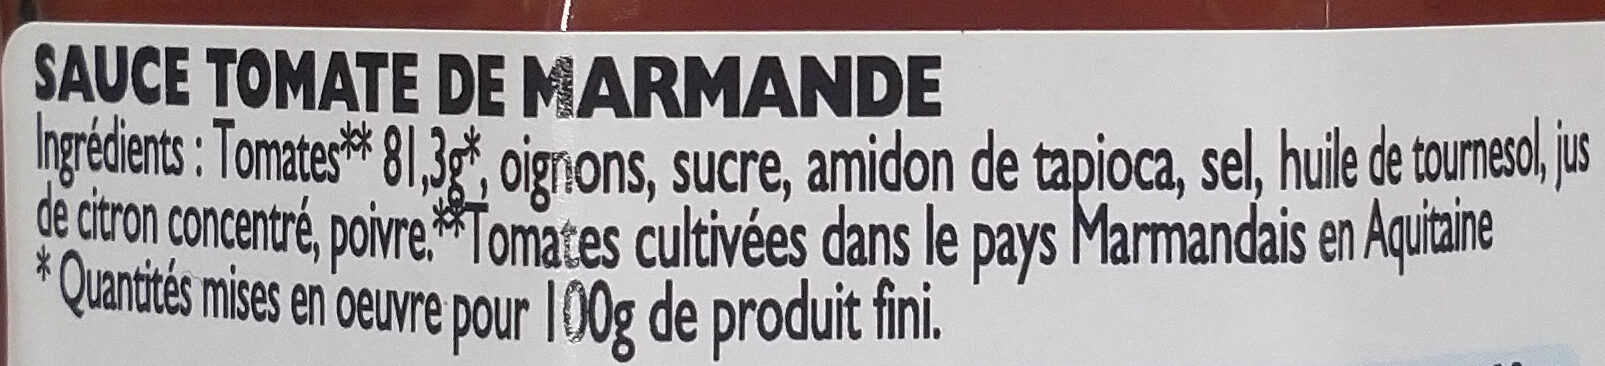 SAUCE TOMATE DE MARMANDE
Ingrédients : Tomates** 81,3g*, oignons, sucre, amidon de tapioca, sel, huile de tournesol, jus
de citron concentré, poivre.**Tomates cultivées dans le pays Marmandais en Aquitaine
* Quantités mises en oeuvre pour 100g de produit fini.